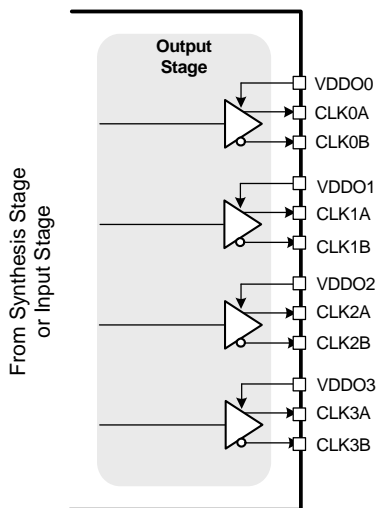 Output
Stage
From Synthesis Stage
or Input Stage
VDDO0
CLK0A
CLK0B
VDDO1
CLK1A
CLK1B
VDDO2
CLK2A
CLK2B
VDDO3
CLK3A
CLK3B